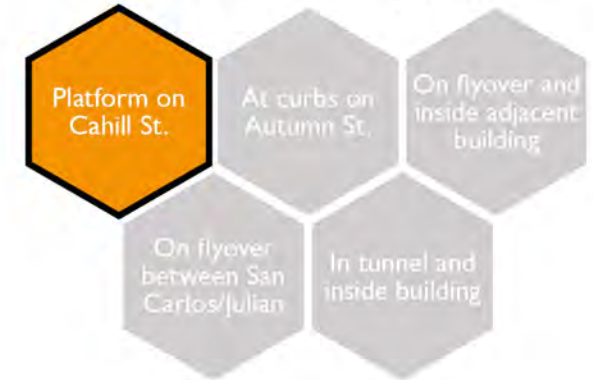 Platform on
Cahill St.
At curbs on
Autumn St.
On flyover and
inside adjacent
building
On flyover
between San
Carlos/Julian
In tunnel and
inside building